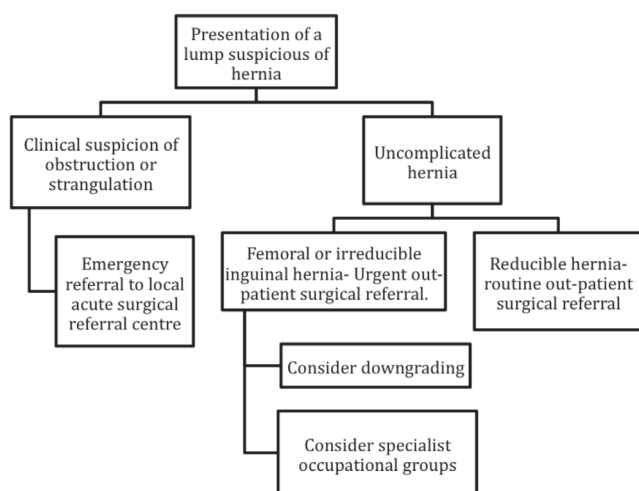 Presentation of a
lump suspicious of
hernia
Clinical suspicion of
obstruction or
strangulation
Uncomplicated
hernia
Emergency
referral to local
acute surgical
referral centre
Femoral or irreducible
inguinal hernia- Urgent out-
patient surgical referral.
Reducible hernia-
routine out-patient
surgical referral
Consider downgrading
Consider specialist
occupational groups